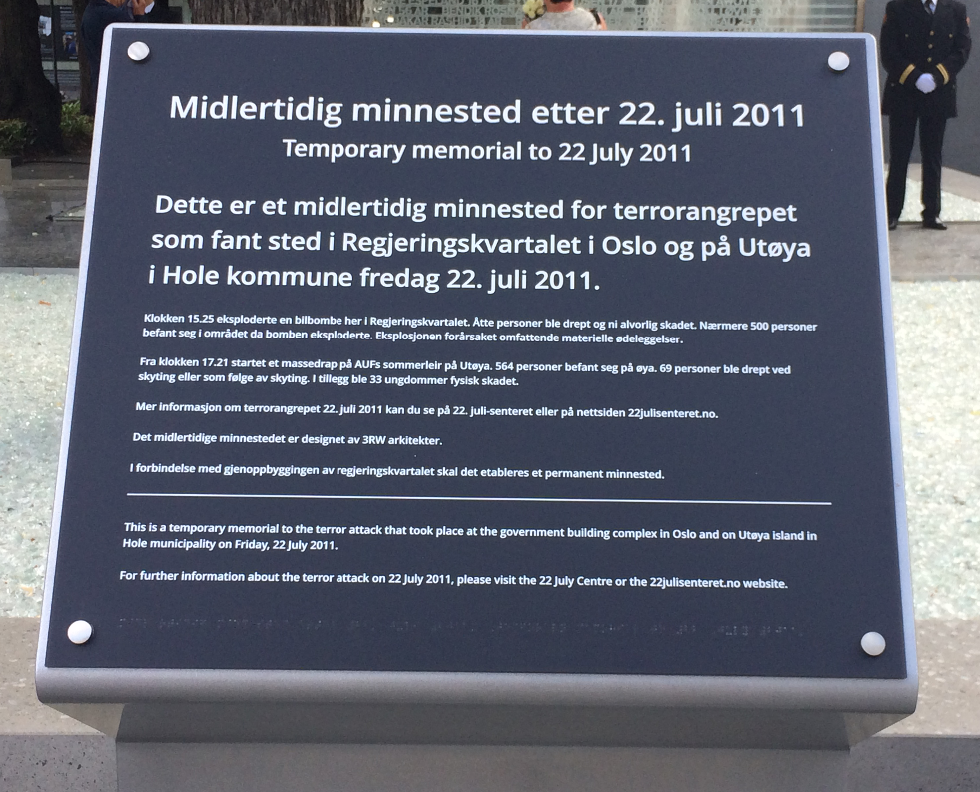 Midlertidig minnested etter 22. juli 2011
Temporary memorial to 22 July 2011
Dette er et midlertidig minnested for terrorangrepet
som fant sted i Regjeringskvartalet i Oslo og på Utøya
i Hole kommune fredag 22. juli 2011.
Klokken 15.25 eksploderte en bilbombe her i Regjeringskvartalet. Åtte personer ble drept og ni alvorlig skadet. Nærmere 500 personer
befant seg i området da bomben eksploderte. Eksplosjonen forårsaket omfattende materielle ødeleggelser.
Fra klokken 17.21 startet et massedrap på AUFs sommerleir på Utøya. 564 personer befant seg på øya. 69 personer ble drept ved
skyting eller som følge av skyting. I tillegg ble 33 ungdommer fysisk skadet.
Mer informasjon om terrorangrepet 22. juli 2011 kan du se på 22. juli-senteret eller på nettsiden 22julisenteret.no.
Det midlertidige minnestedet er designet av 3RW arkitekter.
I forbindelse med gjenoppbyggingen av regjeringskvartalet skal det etableres et permanent minnested.
This is a temporary memorial to the terror attack that took place at the government building complex in Oslo and on Utøya island in
Hole municipality on Friday, 22 July 2011.
For further information about the terror attack on 22 July 2011, please visit the 22 July Centre or the 22julisenteret.no website.